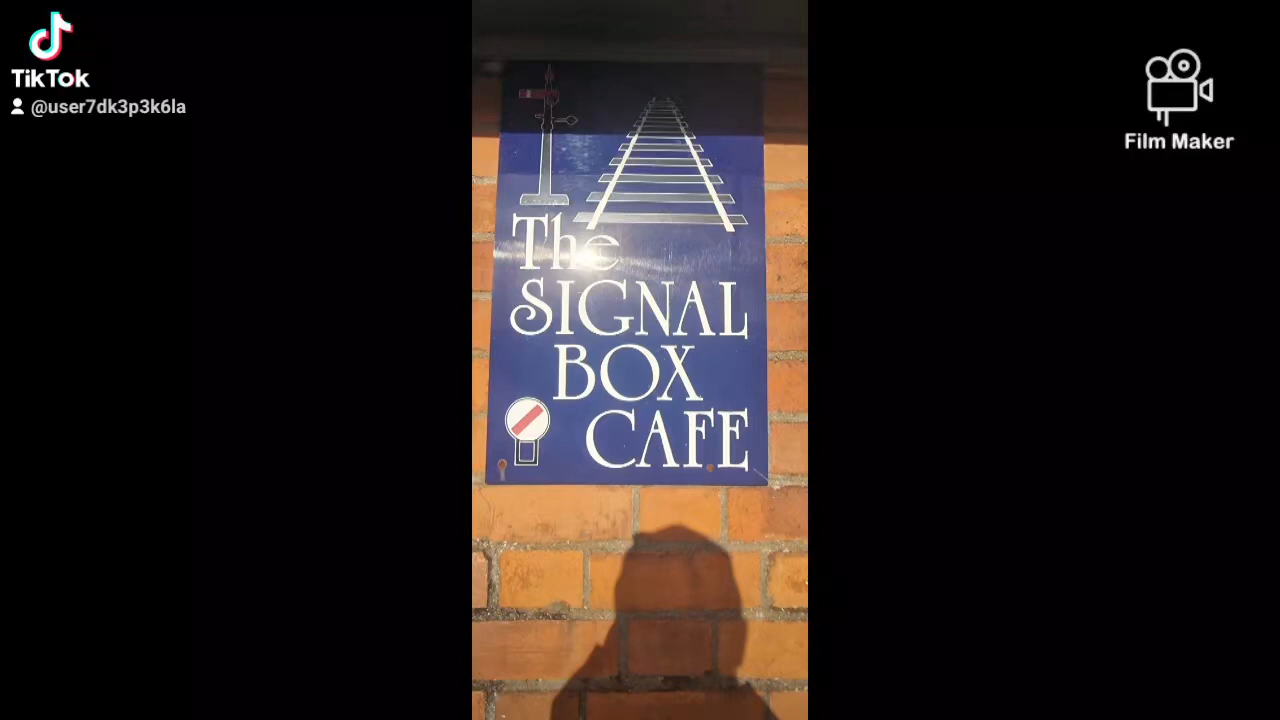 TikTok
@user7dk3p3k6la
Film Maker
The
SIGNAL
BOX
CAFE